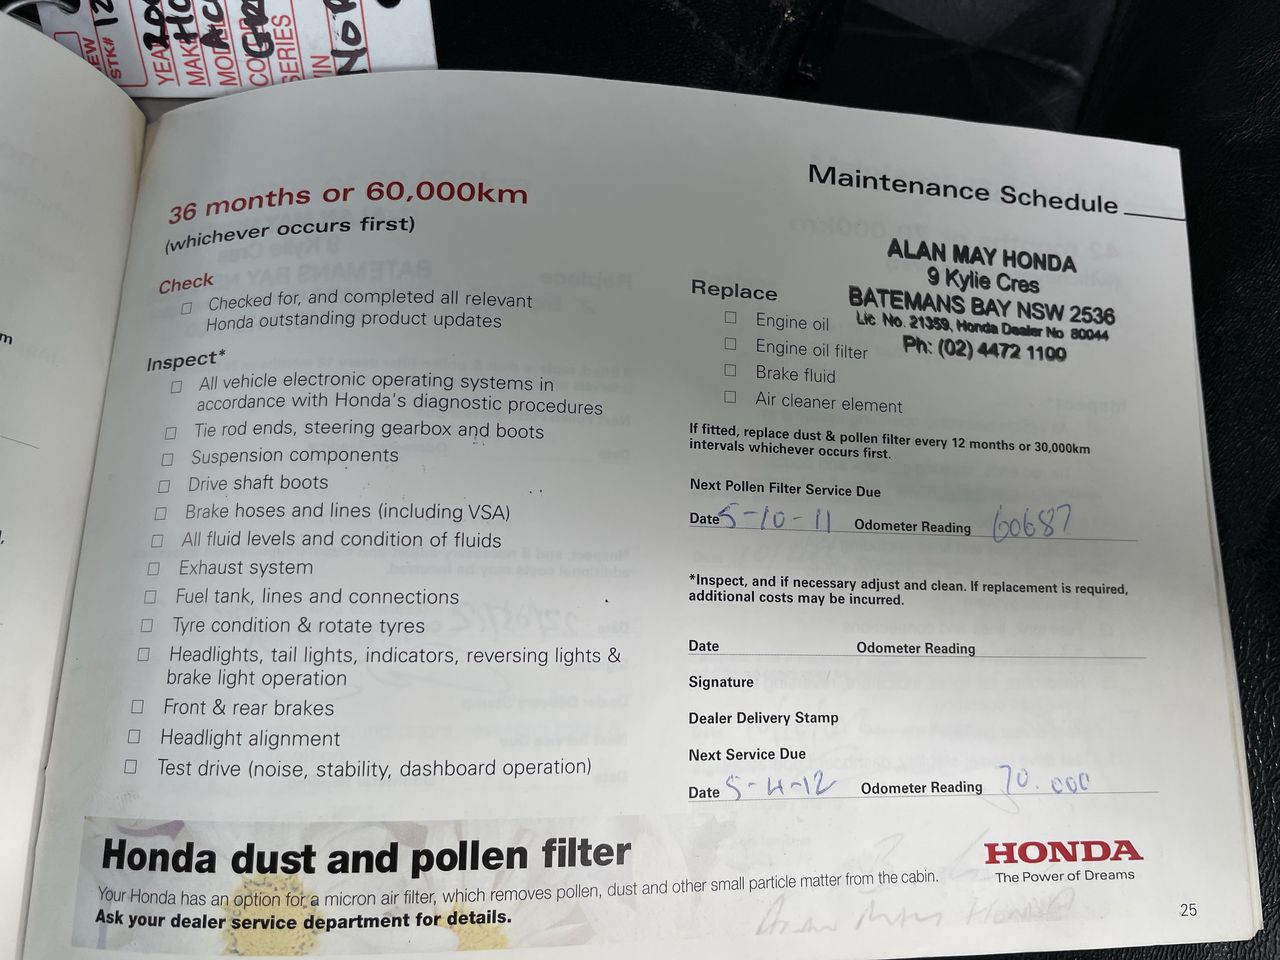 NEW
STK# 12
YEAR
MAKE
MODEL
COLOUR
SERIES
VIN
Maintenance Schedule
36 months or 60,000km
(whichever occurs first)
Check
Checked for, and completed all relevant
Honda outstanding product updates
Inspect*
All vehicle electronic operating systems in
accordance with Honda's diagnostic procedures
Tie rod ends, steering gearbox and boots
Suspension components
Drive shaft boots
Brake hoses and lines (including VSA)
All fluid levels and condition of fluids
Exhaust system
Fuel tank, lines and connections
Tyre condition & rotate tyres
Headlights, tail lights, indicators, reversing lights &
brake light operation
Front & rear brakes
Headlight alignment
Test drive (noise, stability, dashboard operation)
ALAN MAY HONDA
9 Kylie Cres
BATEMANS BAY NSW 2536
Lic No. 21359, Honda Dealer No 80044
Ph: (02) 4472 1100
Replace
Engine oil
Engine oil filter
Brake fluid
Air cleaner element
If fitted, replace dust & pollen filter every 12 months or 30,000km
intervals whichever occurs first.
Next Pollen Filter Service Due
Date 5-10-11 Odometer Reading 60687
*Inspect, and if necessary adjust and clean. If replacement is required,
additional costs may be incurred.
Date Odometer Reading
Signature
Dealer Delivery Stamp
Next Service Due
Date 5-4-12 Odometer Reading 70.000
Honda dust and pollen filter
Your Honda has an option for a micron air filter, which removes pollen, dust and other small particle matter from the cabin.
Ask your dealer service department for details.
HONDA
The Power of Dreams
25